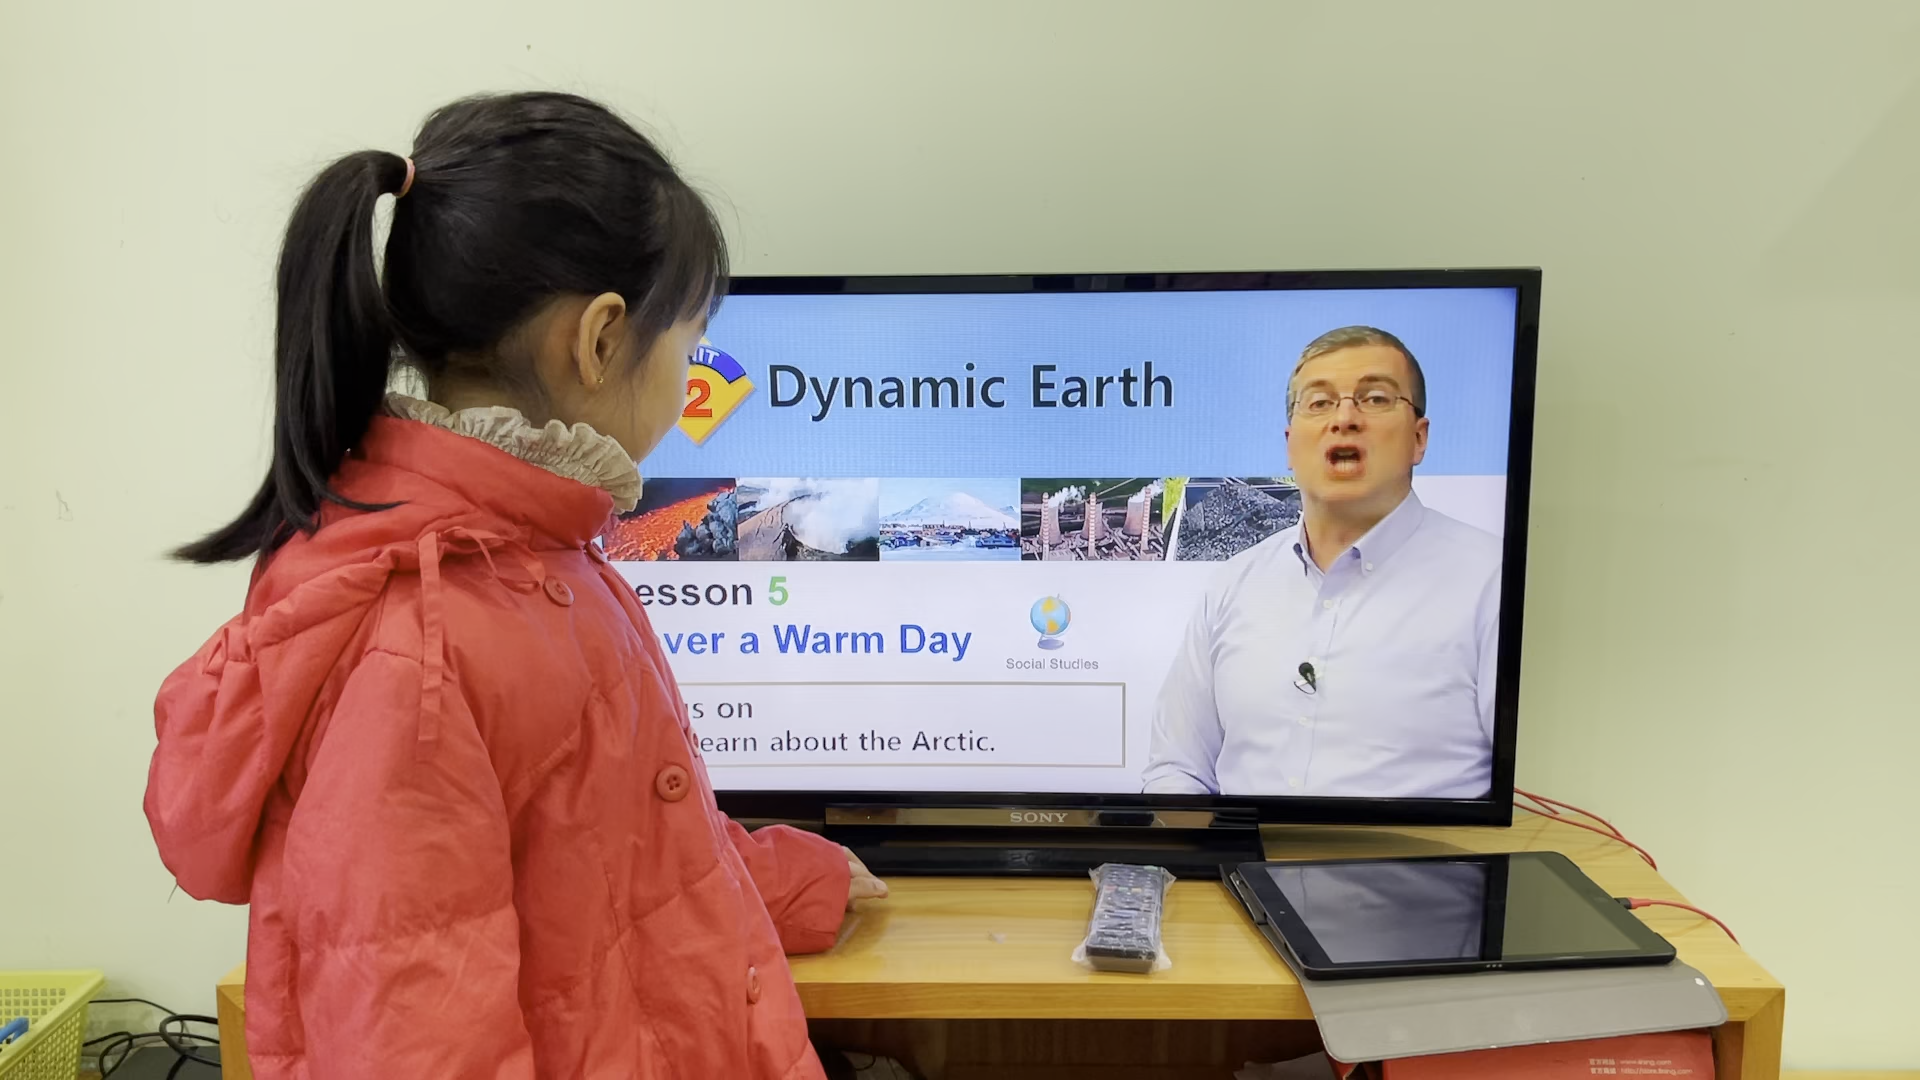 IT
2
Dynamic Earth
esson 5
ver a Warm Day
Social Studies
s on
earn about the Arctic.
SONY